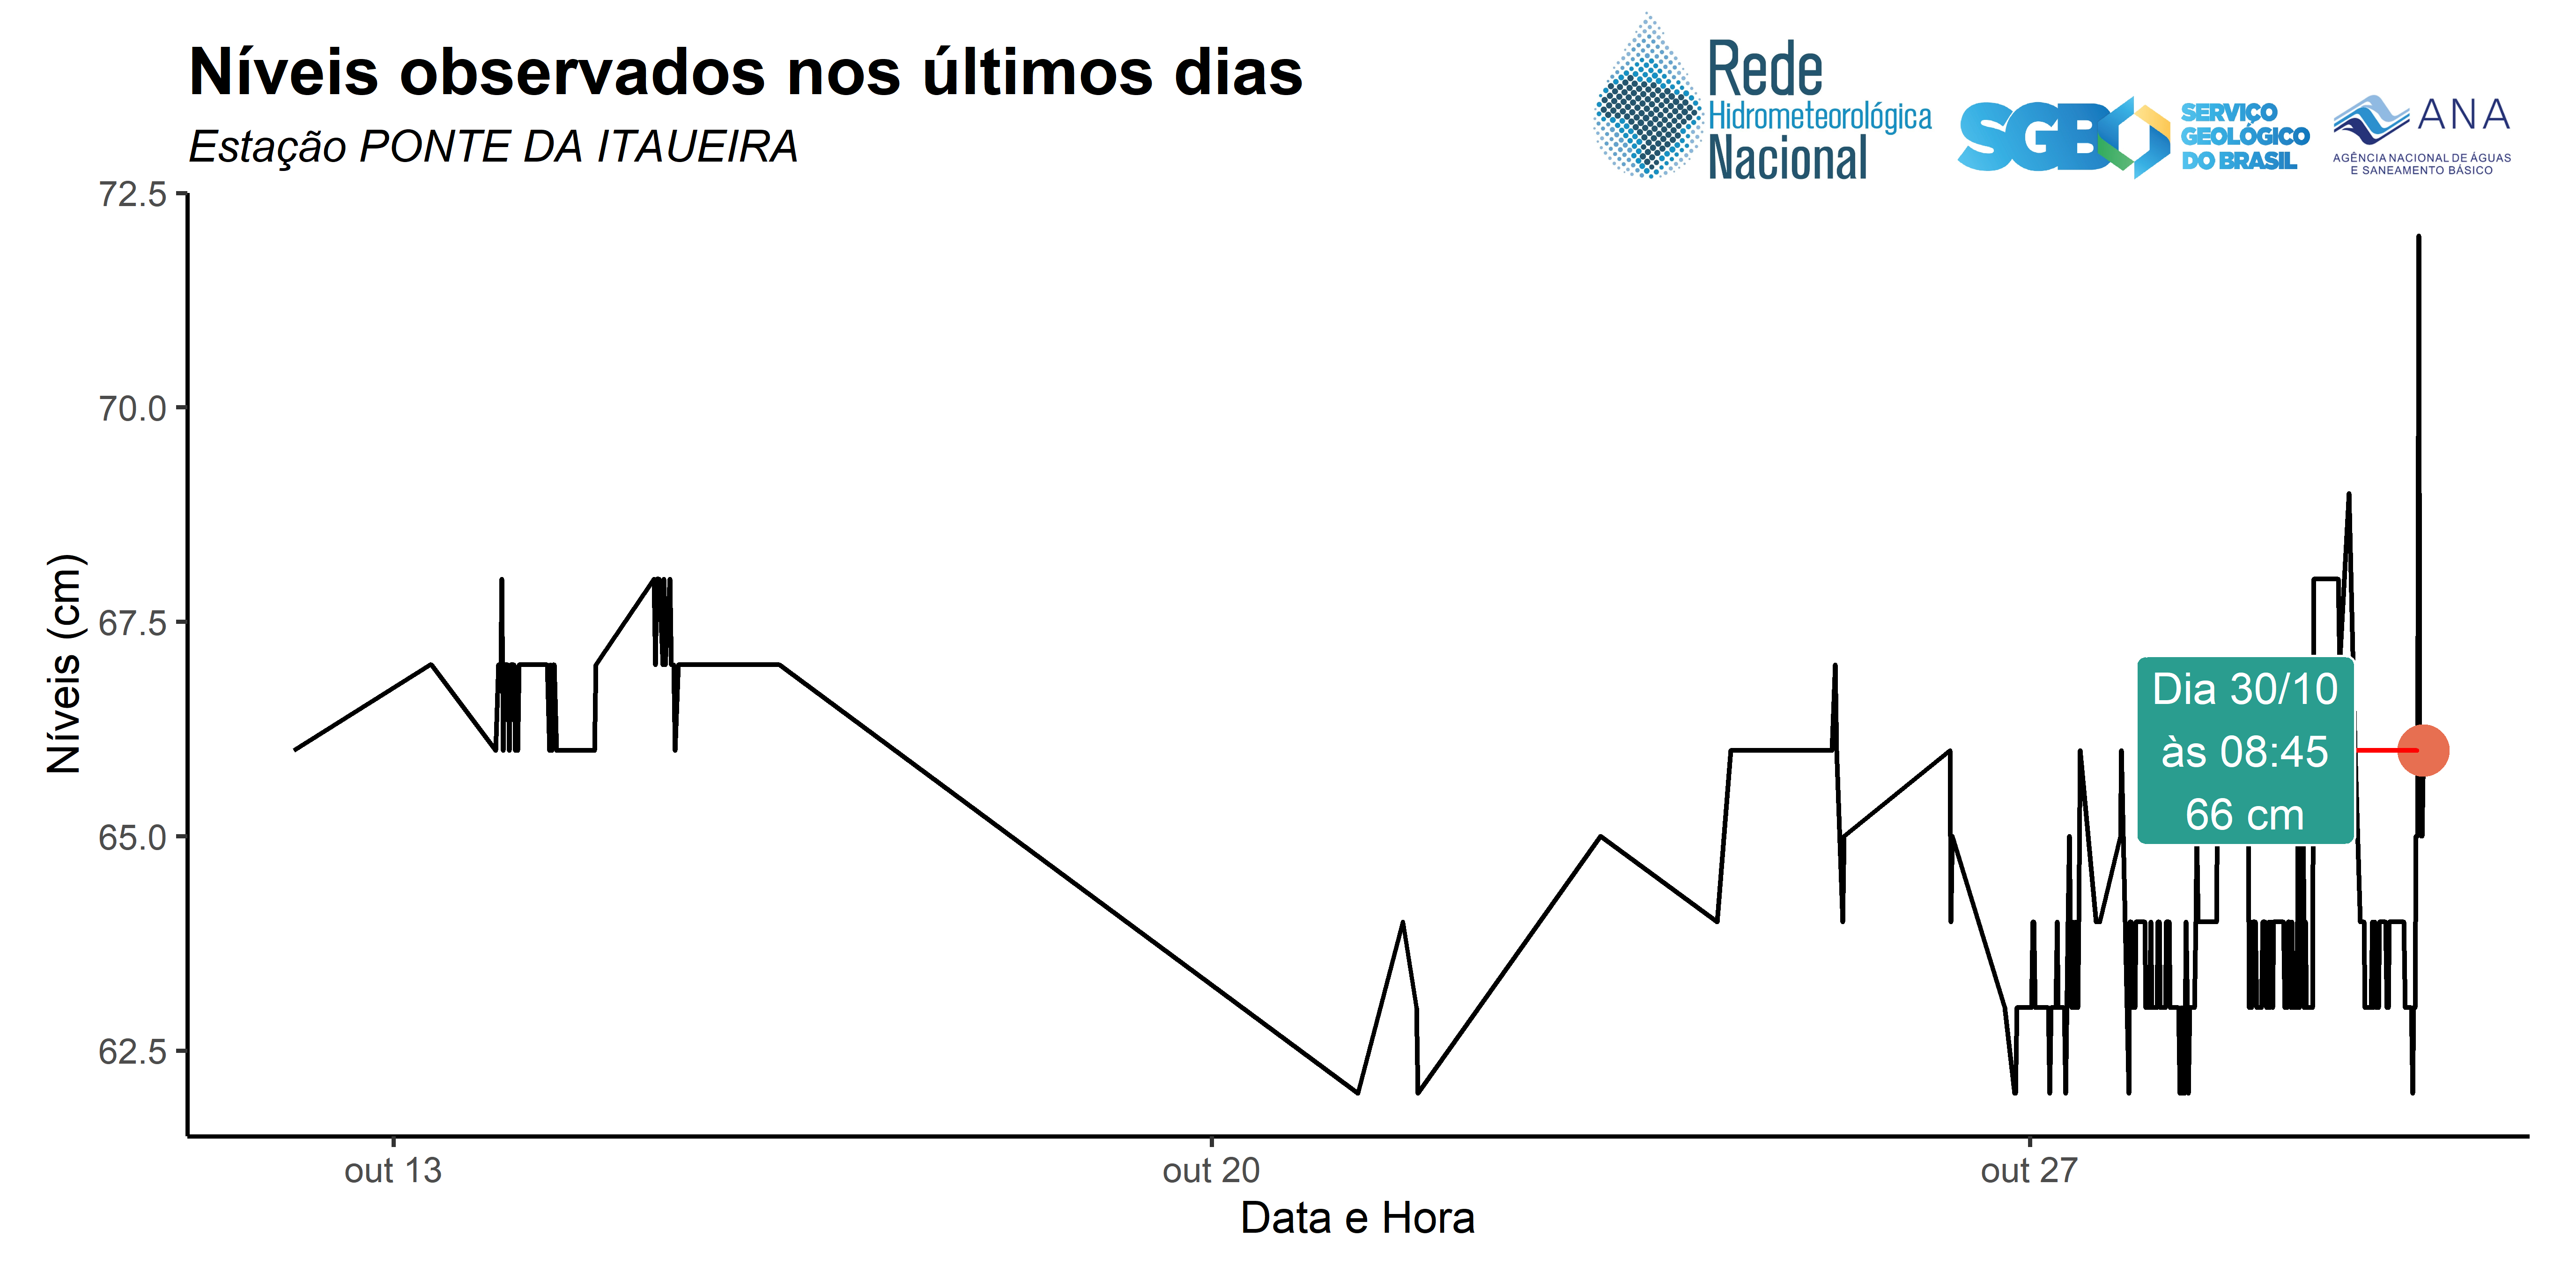 Níveis observados nos últimos dias
Estação PONTE DA ITAUEIRA
Rede
Hidrometeorológica
Nacional
SGB
SERVIÇO
GEOLÓGICO
DO BRASIL
ANA
AGÊNCIA NACIONAL DE ÁGUAS
E SANEAMENTO BÁSICO
72.5
70.0
67.5
65.0
62.5
Níveis (cm)
Dia 30/10
às 08:45
66 cm
out 13
out 20
out 27
Data e Hora